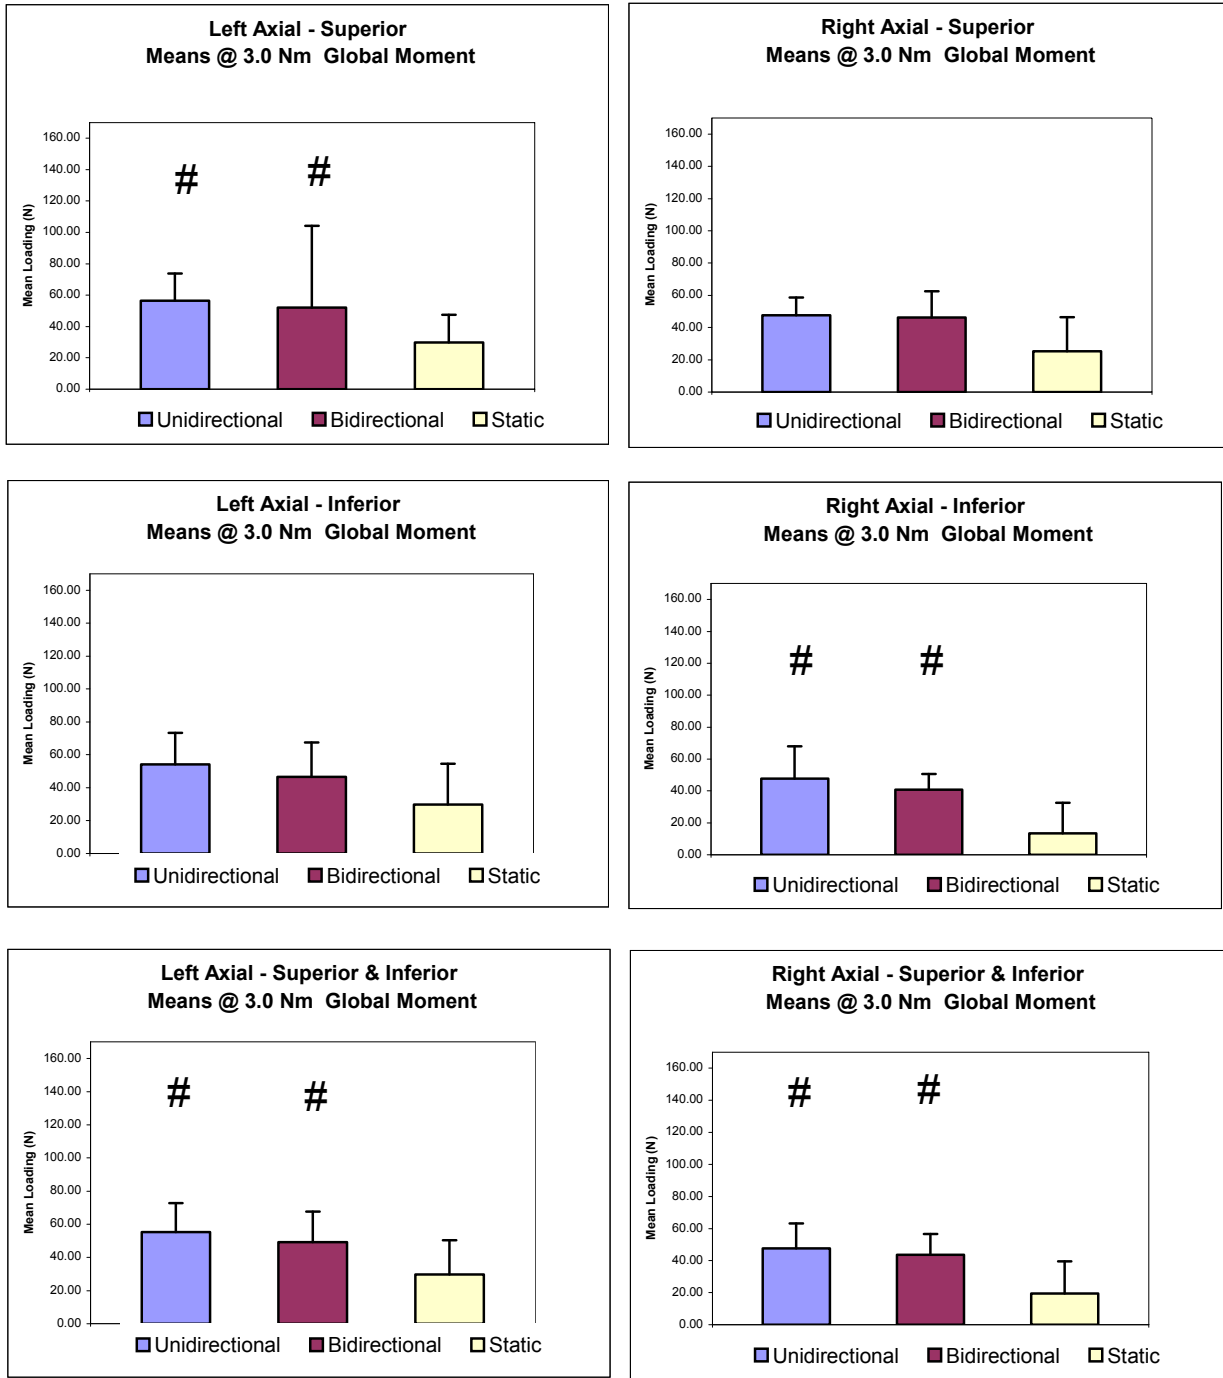 Left Axial - Superior
Means @ 3.0 Nm  Global Moment
Mean Loading (N)
160.00
140.00
120.00
100.00
80.00
60.00
40.00
20.00
0.00
# #
Unidirectional Bidirectional Static
Right Axial - Superior
Means @ 3.0 Nm  Global Moment
Mean Loading (N)
160.00
140.00
120.00
100.00
80.00
60.00
40.00
20.00
0.00
Unidirectional Bidirectional Static
Left Axial - Inferior
Means @ 3.0 Nm  Global Moment
Mean Loading (N)
160.00
140.00
120.00
100.00
80.00
60.00
40.00
20.00
0.00
Unidirectional Bidirectional Static
Right Axial - Inferior
Means @ 3.0 Nm  Global Moment
Mean Loading (N)
160.00
140.00
120.00
100.00
80.00
60.00
40.00
20.00
0.00
# #
Unidirectional Bidirectional Static
Left Axial - Superior & Inferior
Means @ 3.0 Nm  Global Moment
Mean Loading (N)
160.00
140.00
120.00
100.00
80.00
60.00
40.00
20.00
0.00
# #
Unidirectional Bidirectional Static
Right Axial - Superior & Inferior
Means @ 3.0 Nm  Global Moment
Mean Loading (N)
160.00
140.00
120.00
100.00
80.00
60.00
40.00
20.00
0.00
# #
Unidirectional Bidirectional Static